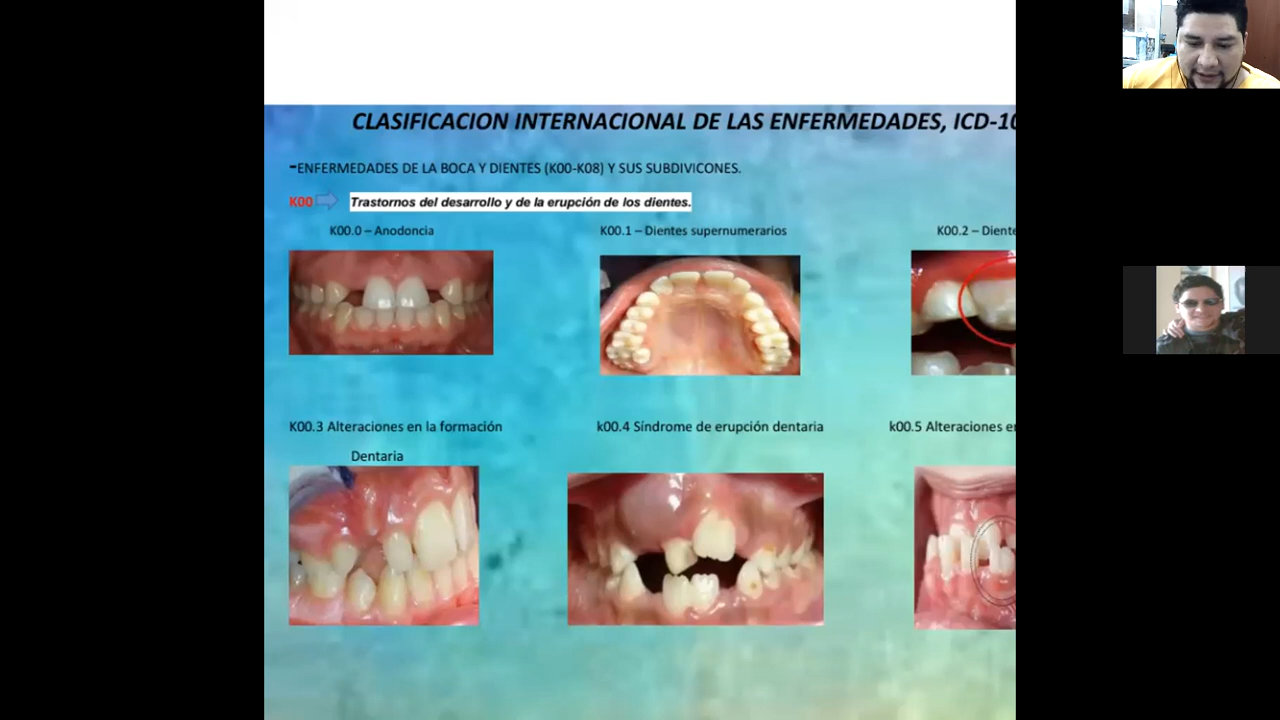 CLASIFICACION INTERNACIONAL DE LAS ENFERMEDADES, ICD-10
-ENFERMEDADES DE LA BOCA Y DIENTES (K00-K08) Y SUS SUBDIVICONES.
K00 Trastornos del desarrollo y de la erupción de los dientes.
K00.0 – Anodoncia
K00.1 – Dientes supernumerarios
K00.2 – Diente
K00.3 Alteraciones en la formación
Dentaria
k00.4 Síndrome de erupción dentaria
k00.5 Alteraciones en